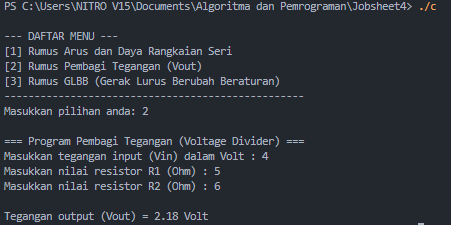 PS C:\Users\NITRO V15\Documents\Algoritma dan Pemrograman\Jobsheet4> ./c
--- DAFTAR MENU ---
[1] Rumus Arus dan Daya Rangkaian Seri
[2] Rumus Pembagi Tegangan (Vout)
[3] Rumus GLBB (Gerak Lurus Berubah Beraturan)
--------------------------------------------------
Masukkan pilihan anda: 2
=== Program Pembagi Tegangan (Voltage Divider) ===
Masukkan tegangan input (Vin) dalam Volt : 4
Masukkan nilai resistor R1 (Ohm) : 5
Masukkan nilai resistor R2 (Ohm) : 6
Tegangan output (Vout) = 2.18 Volt